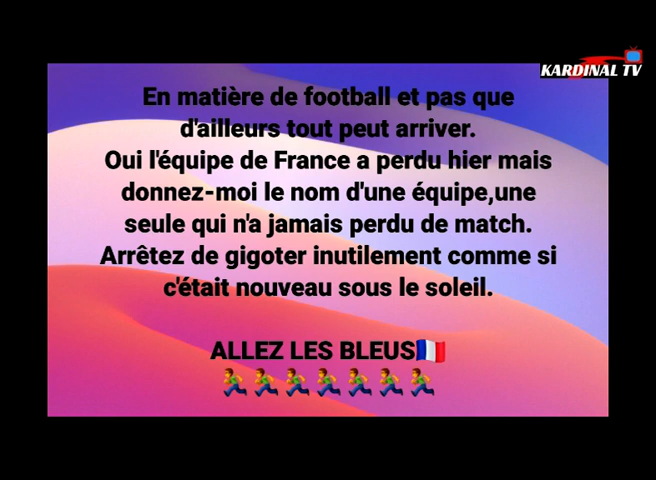 KARDINAL TV
En matière de football et pas que
d'ailleurs tout peut arriver.
Oui l'équipe de France a perdu hier mais
donnez-moi le nom d'une équipe,une
seule qui n'a jamais perdu de match.
Arrêtez de gigoter inutilement comme si
c'était nouveau sous le soleil.
ALLEZ LES BLEUS🇫🇷
🏃🏃🏃🏃🏃🏃🏃